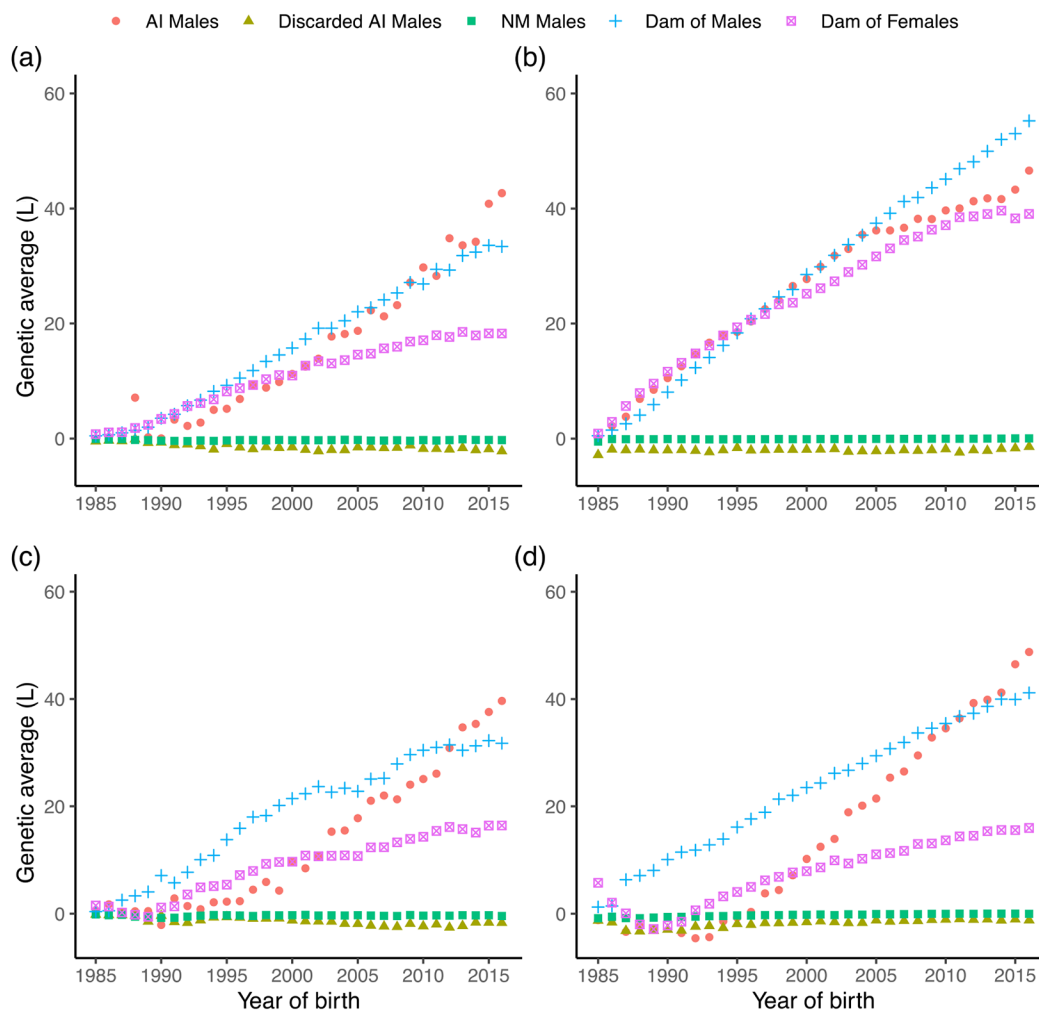 AI Males Discarded AI Males NM Males Dam of Males Dam of Females
(a) (b)
60 60
40 40
20 20
0 0
Genetic average (L)
1985 1990 1995 2000 2005 2010 2015 1985 1990 1995 2000 2005 2010 2015
(c) (d)
60 60
40 40
20 20
0 0
Genetic average (L)
1985 1990 1995 2000 2005 2010 2015 1985 1990 1995 2000 2005 2010 2015
Year of birth Year of birth